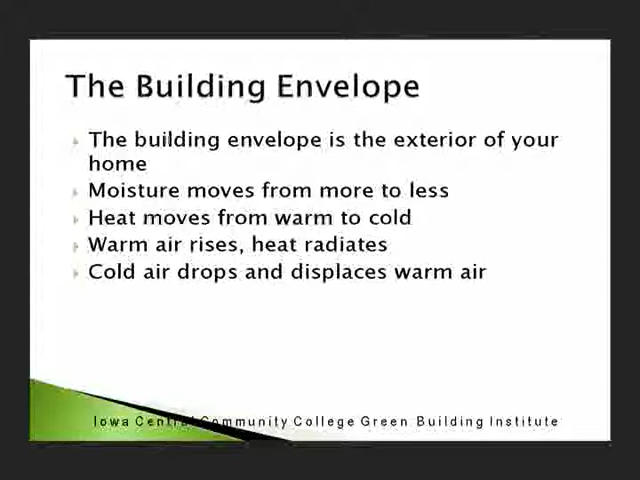 The Building Envelope
The building envelope is the exterior of your
home
Moisture moves from more to less
Heat moves from warm to cold
Warm air rises, heat radiates
Cold air drops and displaces warm air
Iowa Central Community College Green Building Institute